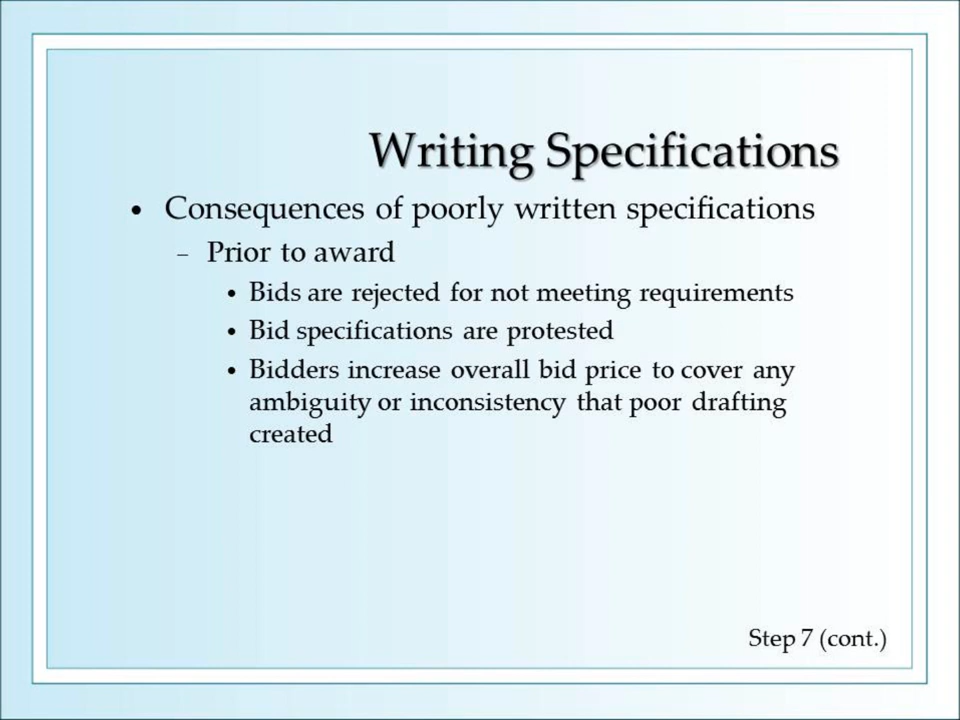 Writing Specifications
• Consequences of poorly written specifications
– Prior to award
• Bids are rejected for not meeting requirements
• Bid specifications are protested
• Bidders increase overall bid price to cover any
ambiguity or inconsistency that poor drafting
created
Step 7 (cont.)